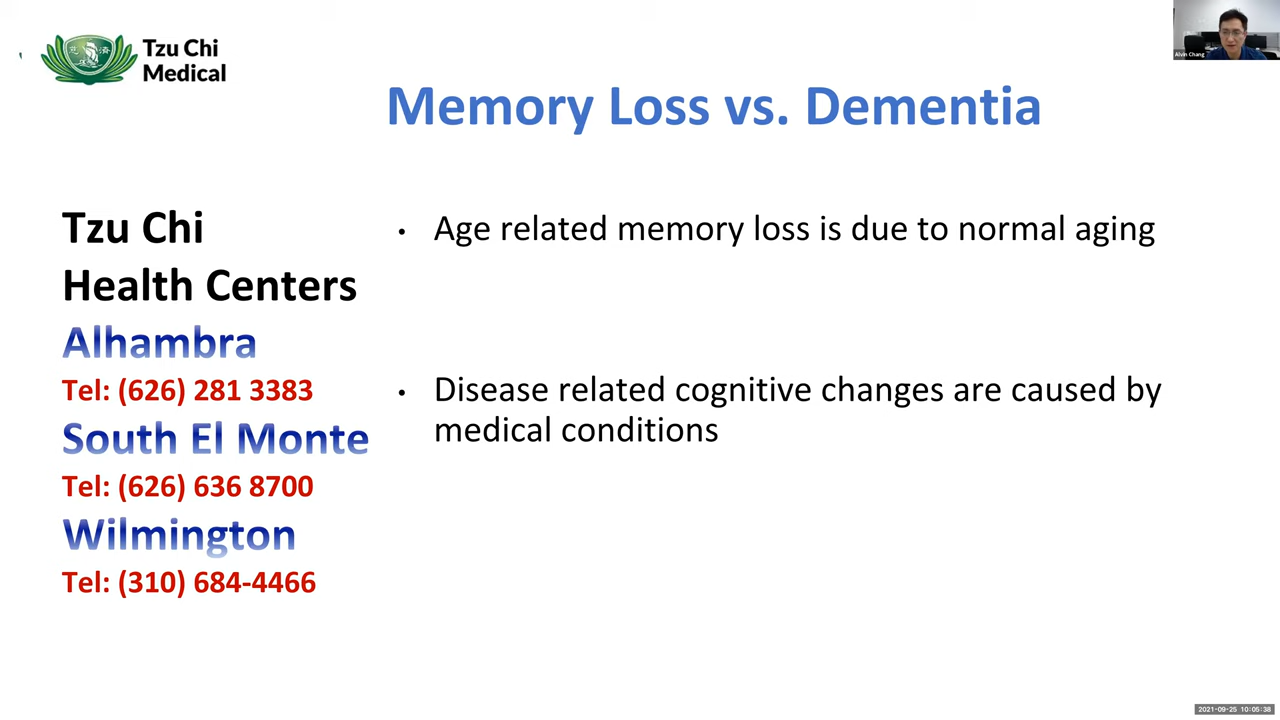 Tzu Chi
Medical
Alvin Chang
Memory Loss vs. Dementia
Tzu Chi
Health Centers
Alhambra
Tel: (626) 281 3383
South El Monte
Tel: (626) 636 8700
Wilmington
Tel: (310) 684-4466
• Age related memory loss is due to normal aging
• Disease related cognitive changes are caused by
medical conditions
2021-09-25 10:05:38